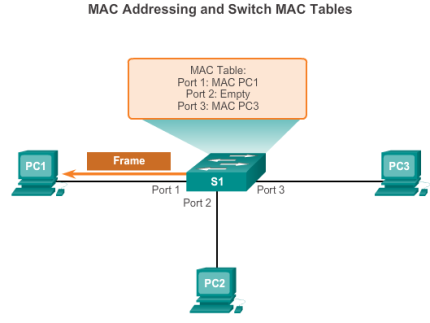 MAC Addressing and Switch MAC Tables
MAC Table:
Port 1: MAC PC1
Port 2: Empty
Port 3: MAC PC3
PC1
Frame
PC3
S1
Port 1
Port 3
Port 2
PC2